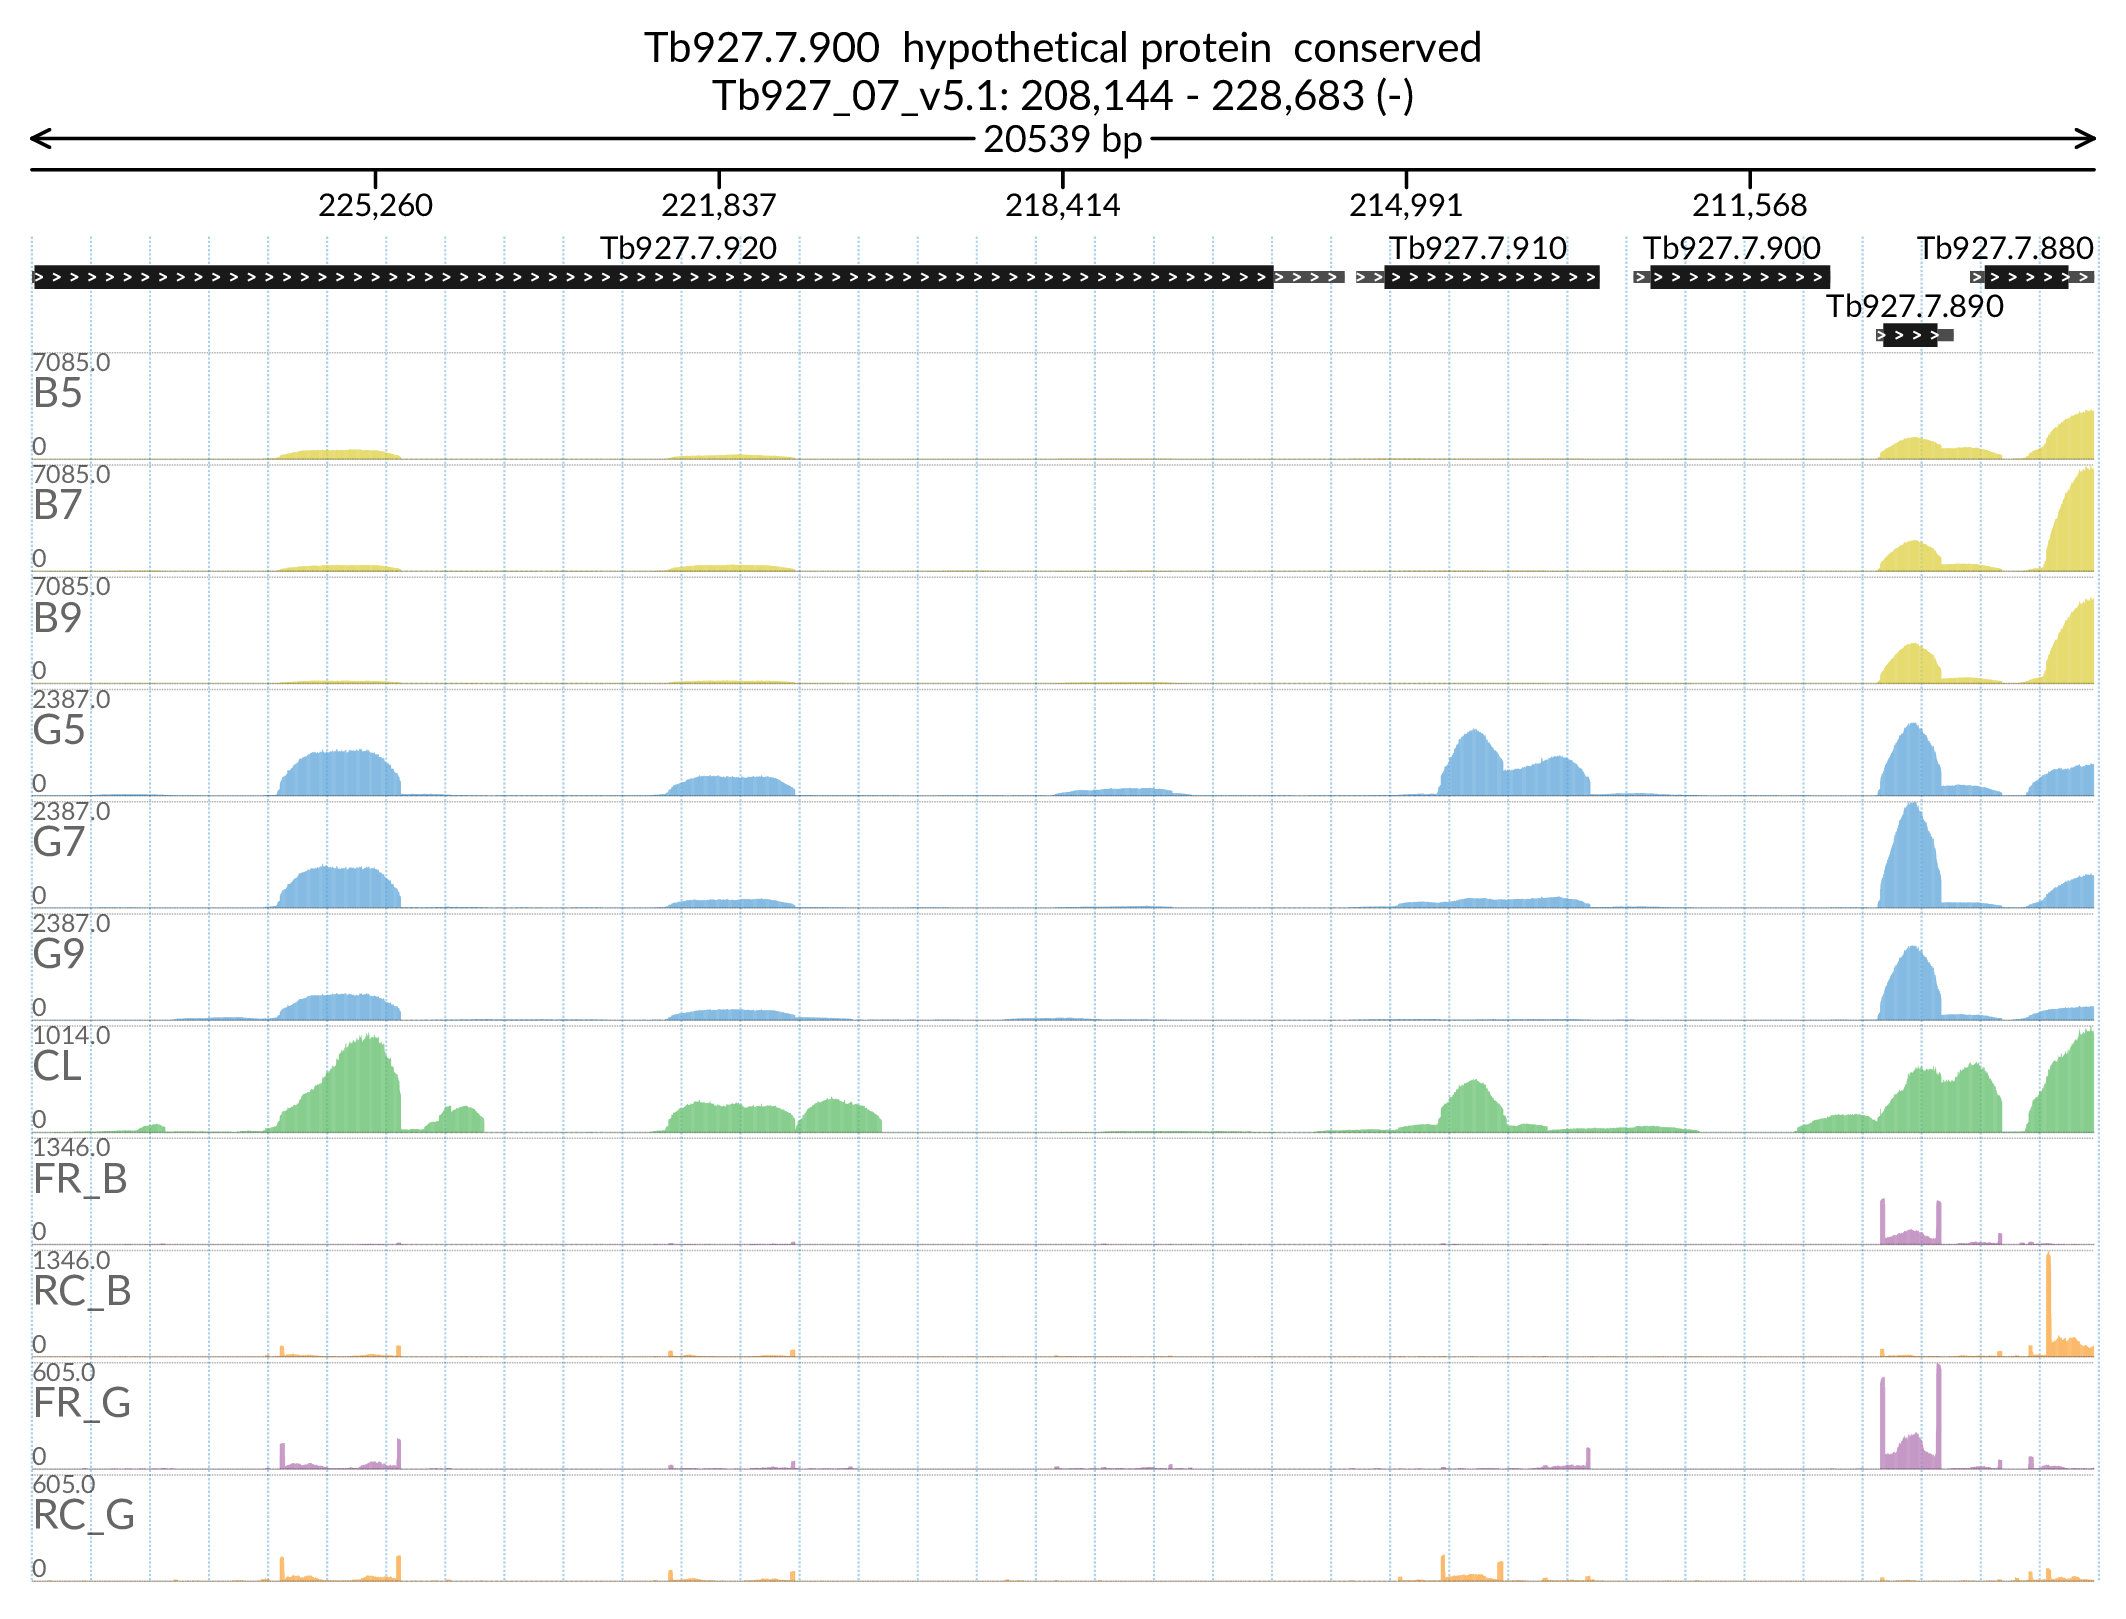 Tb927.7.900  hypothetical protein  conserved
Tb927_07_v5.1: 208,144 - 228,683 (-)
20539 bp
225,260 221,837 218,414 214,991 211,568
Tb927.7.920 Tb927.7.910 Tb927.7.900 Tb927.7.880
Tb927.7.890
7085.0
B5
0
7085.0
B7
0
7085.0
B9
0
2387.0
G5
0
2387.0
G7
0
2387.0
G9
0
1014.0
CL
0
1346.0
FR_B
0
1346.0
RC_B
0
605.0
FR_G
0
605.0
RC_G
0